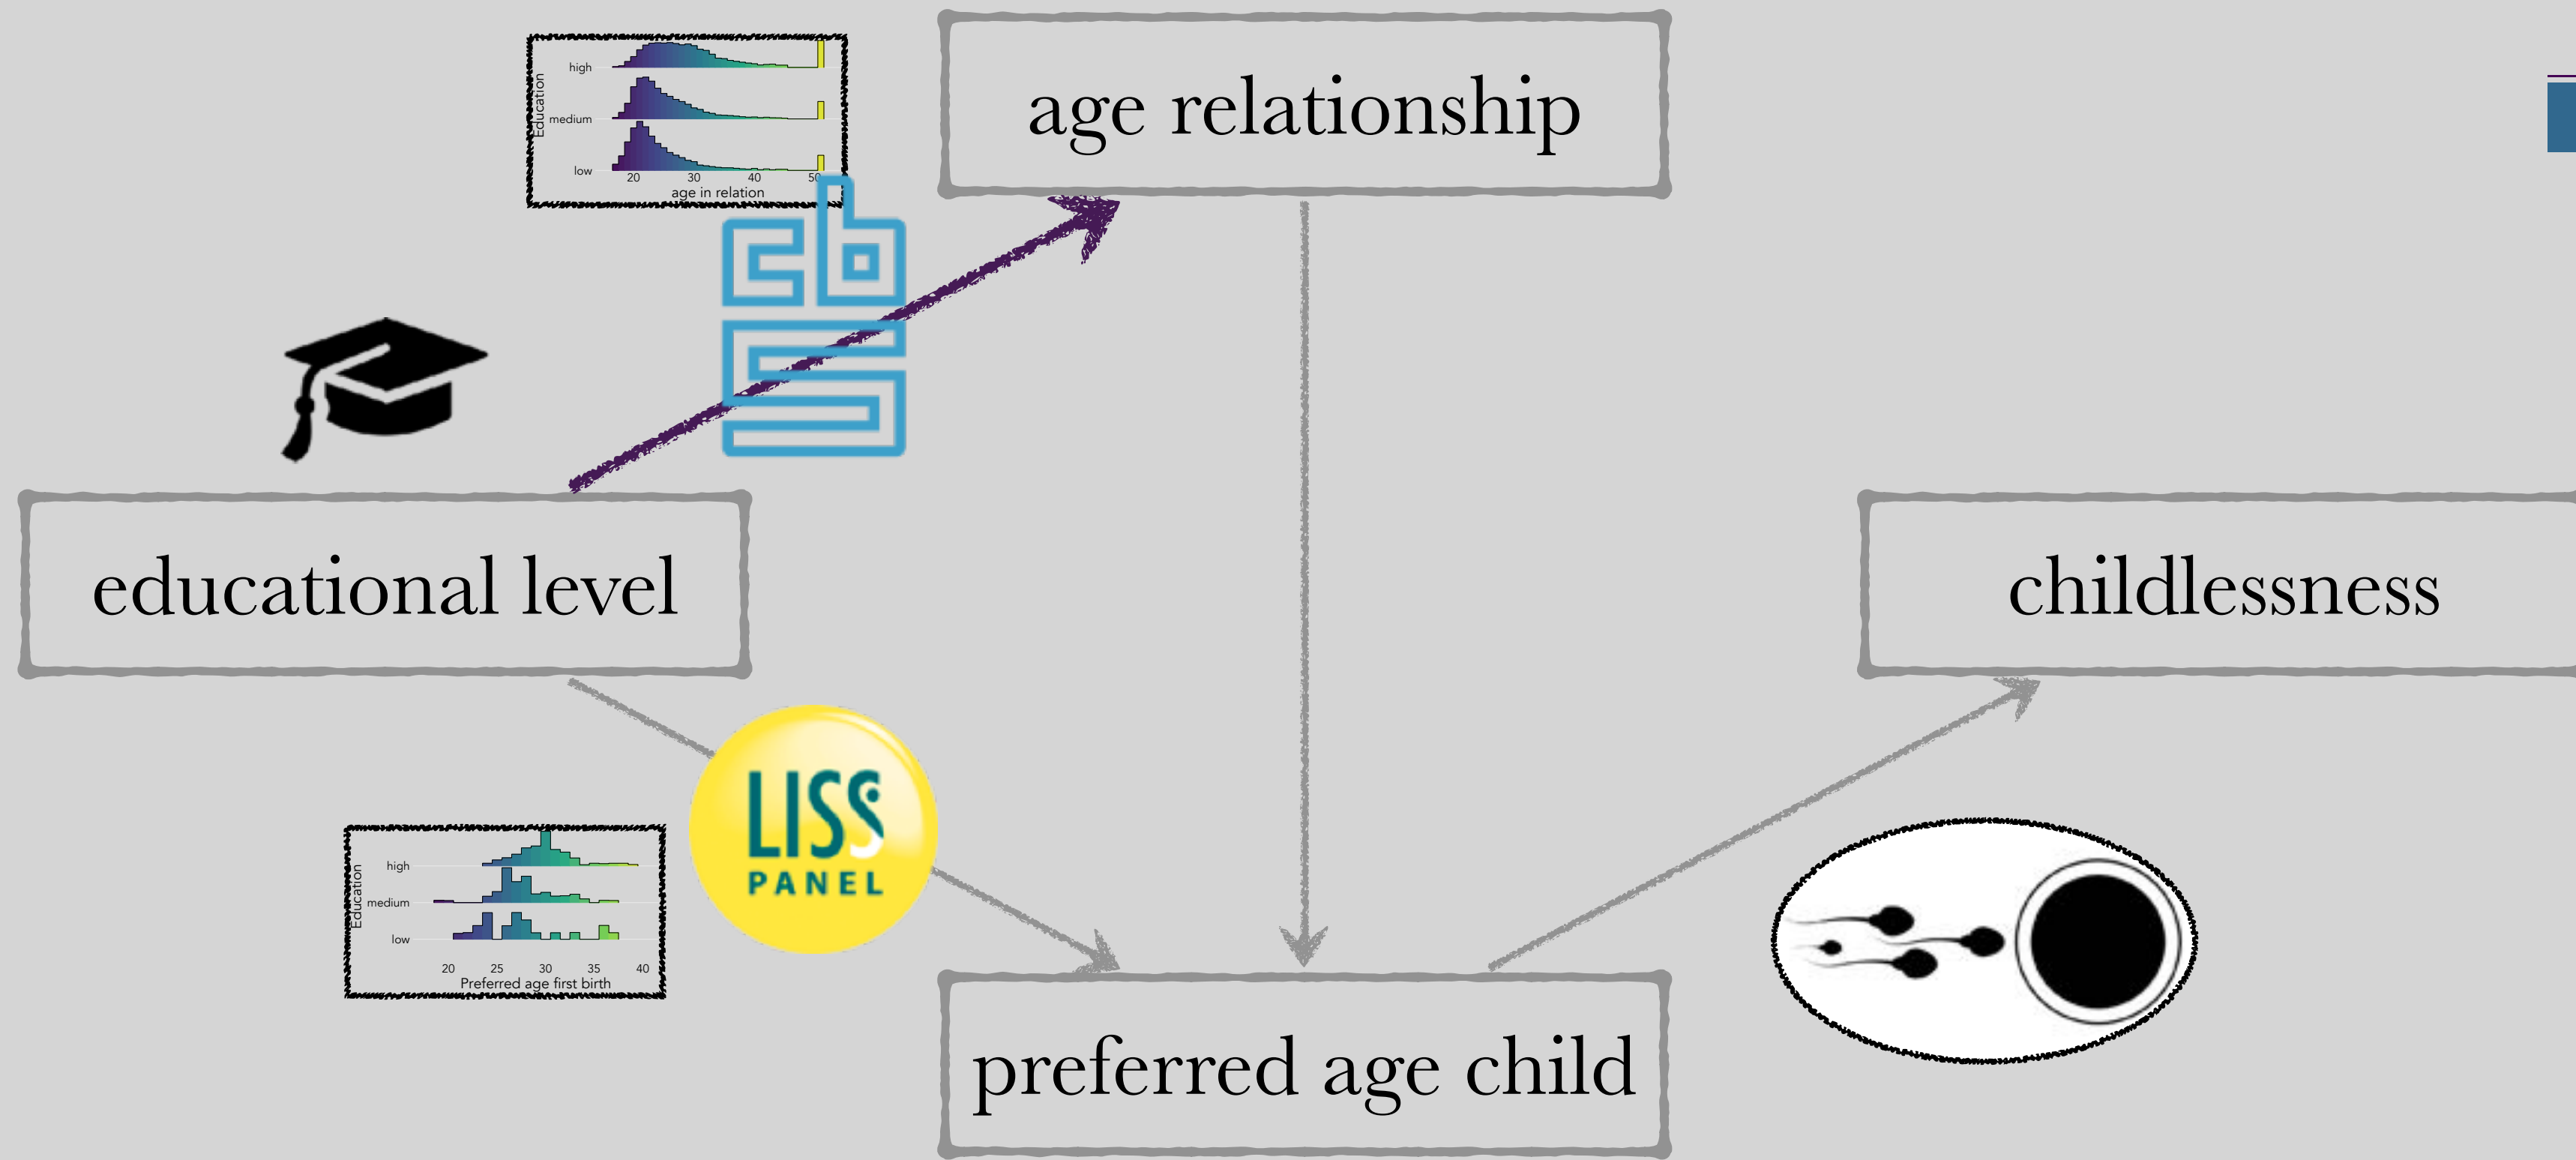 age relationship
Education
high
medium
low
20 30 40 50
age in relation
cbs
educational level
childlessness
LISS
PANEL
Education
high
medium
low
20 25 30 35 40
Preferred age first birth
preferred age child